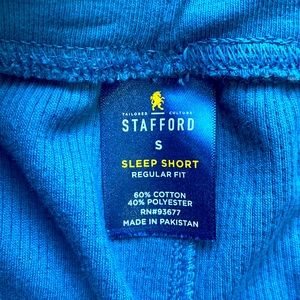 TAILORED CULTURE
STAFFORD
S
SLEEP SHORT
REGULAR FIT
60% COTTON
40% POLYESTER
RN#93677
MADE IN PAKISTAN